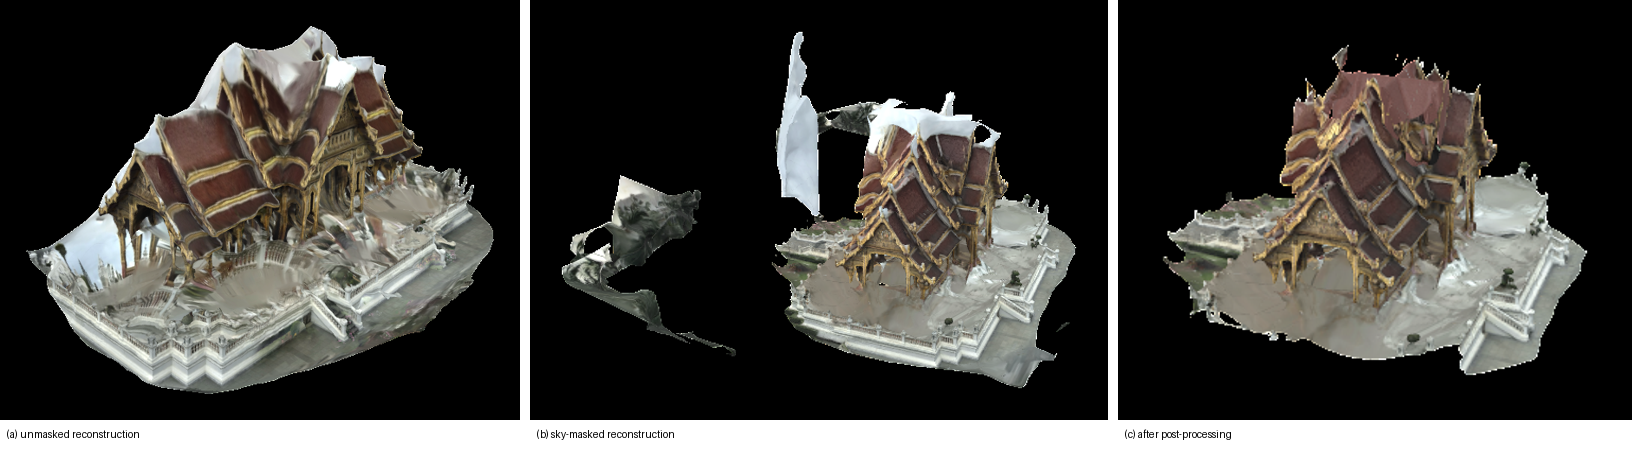 (a) unmasked reconstruction
(b) sky-masked reconstruction
(c) after post-processing